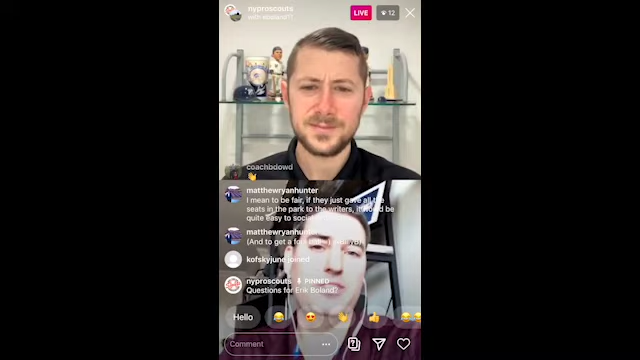 nyproscouts
LIVE
12
coachbdowd
matthewryanhunter
I mean to be fair, if they just gave all the
seats in the park to the writers, it would be
quite easy to
matthewryanhunter
(And to get a
kofskyjune joined
nyproscouts PINNED
Questions for Erik Boland?
Hello
Comment